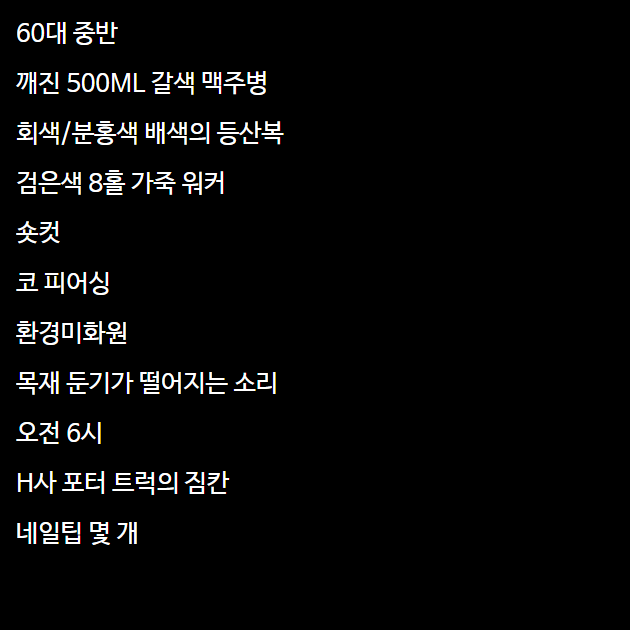 60대 중반
깨진 500ML 갈색 맥주병
회색/분홍색 배색의 등산복
검은색 8홀 가죽 워커
숏컷
코 피어싱
환경미화원
목재 둔기가 떨어지는 소리
오전 6시
H사 포터 트럭의 짐칸
네일팁 몇 개